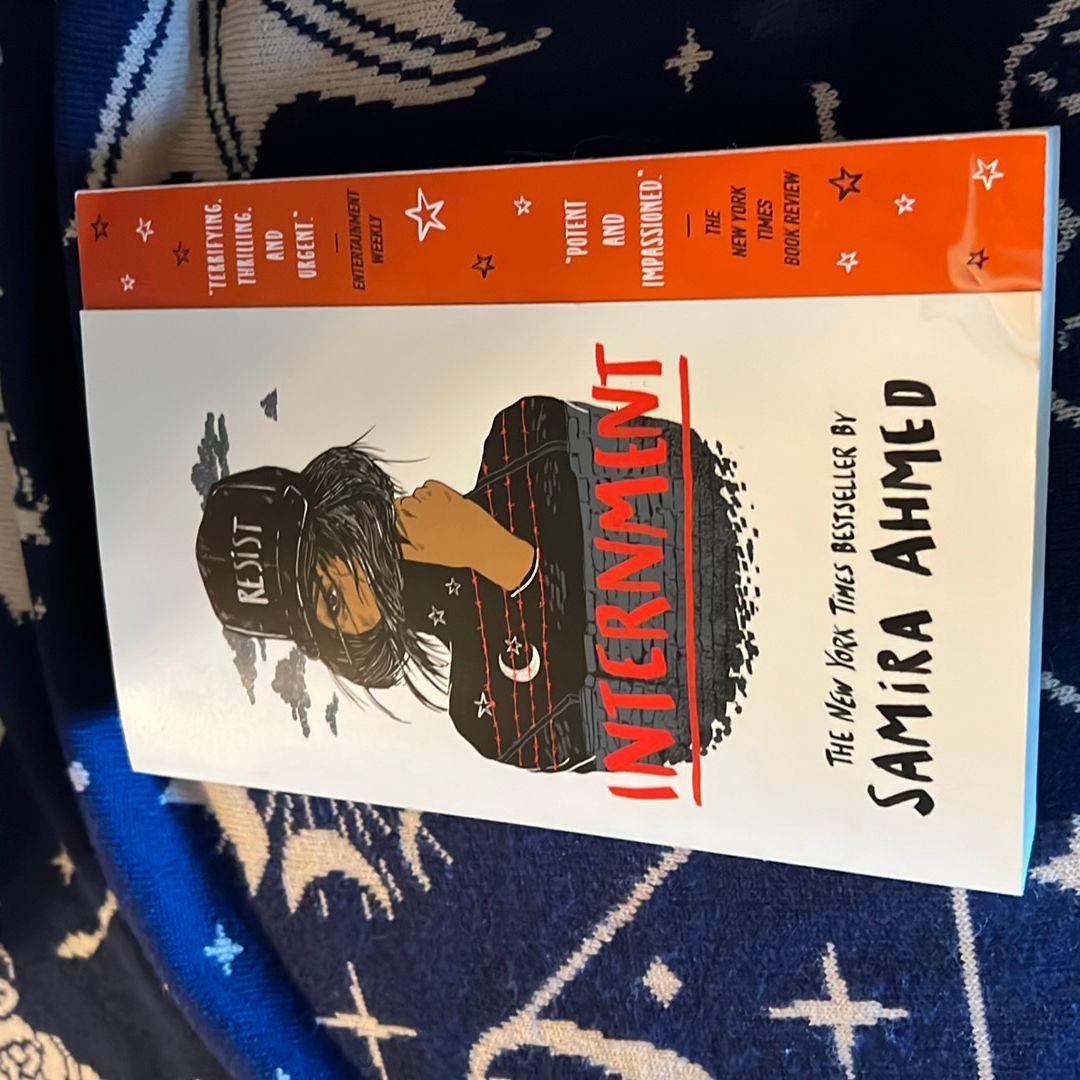 "TERRIFYING,
THRILLING,
AND
URGENT."
—
ENTERTAINMENT
WEEKLY
"POTENT
AND
IMPASSIONED."
—
THE
NEW YORK
TIMES
BOOK REVIEW
RESIST
INTERNMENT
THE NEW YORK TIMES BESTSELLER BY
SAMIRA AHMED